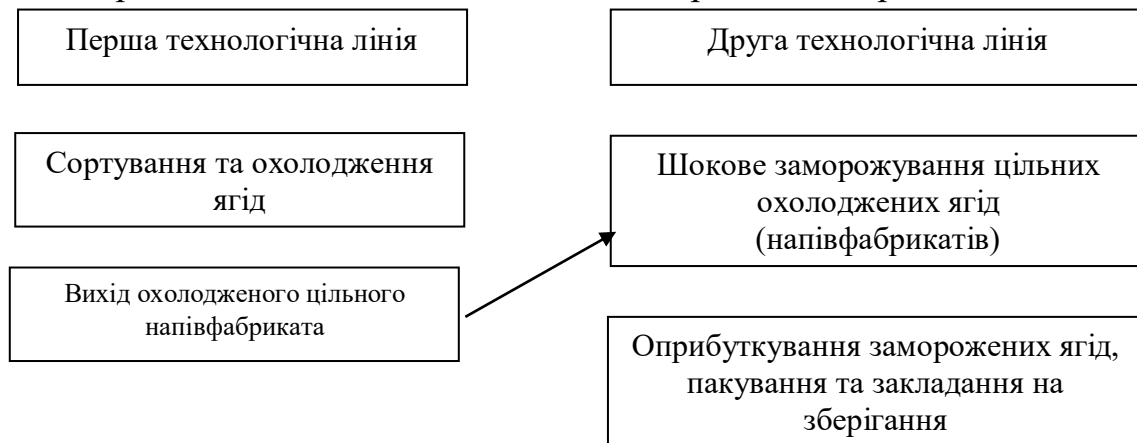 Перша технологічна лінія
Сортування та охолодження
ягід
Вихід охолодженого цільного
напівфабриката
Друга технологічна лінія
Шокове заморожування цільних
охолоджених ягід
(напівфабрикатів)
Оприбуткування заморожених ягід,
пакування та закладання на
зберігання